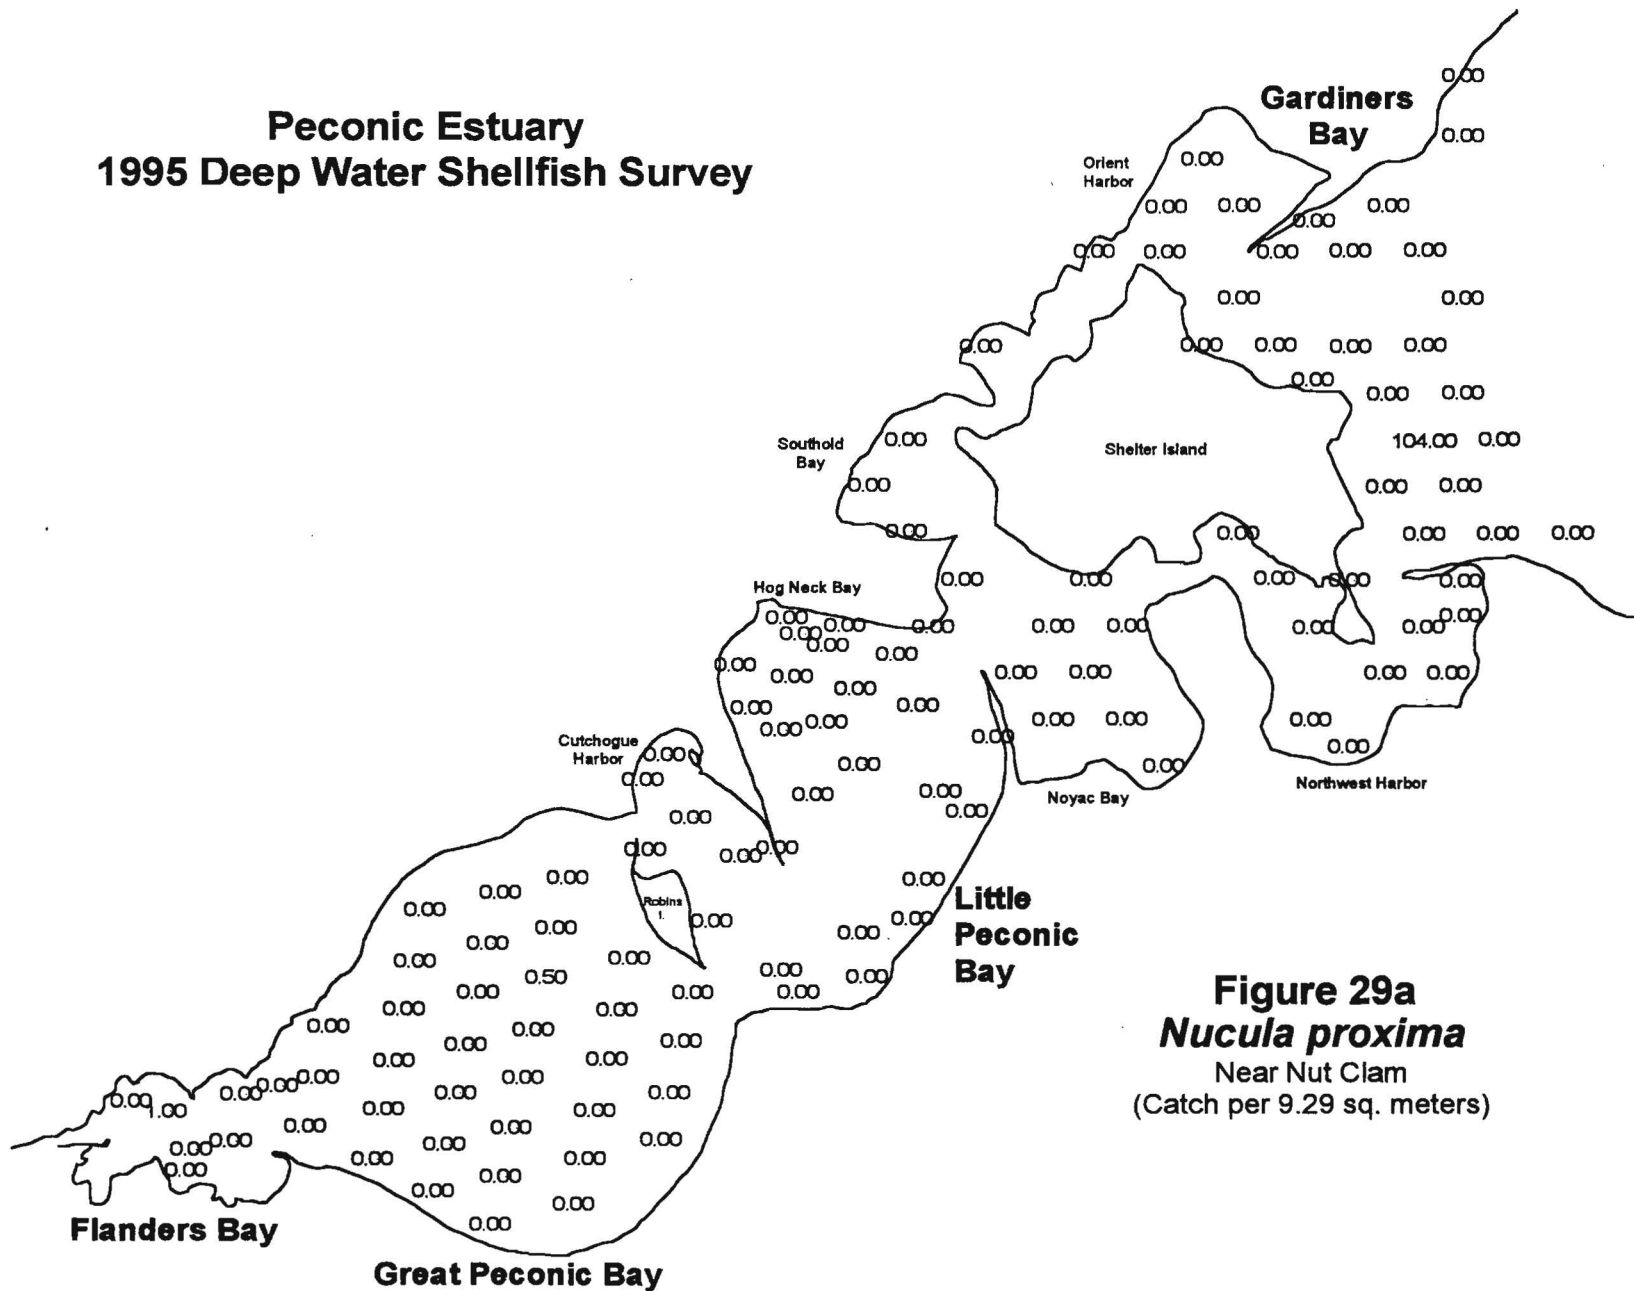 Peconic Estuary
1995 Deep Water Shellfish Survey
Gardiners
Bay
0.00
0.00
Orient
Harbor
0.00
0.00 0.00 0.00
0.00
0.00 0.00 0.00 0.00 0.00
0.00 0.00
0.00 0.00 0.00 0.00 0.00
0.00
0.00 0.00
Southold
Bay
0.00
Shelter Island
104.00 0.00
0.00 0.00 0.00
0.00 0.00 0.00 0.00 0.00
Hog Neck Bay
0.00 0.00 0.00 0.00 0.00
0.00 0.00
0.00 0.00 0.00 0.00 0.00 0.00
0.00
0.00
0.00 0.00
0.00 0.00 0.00 0.00 0.00 0.00
0.00
0.00 0.00
0.00 0.00 0.00 0.00 0.00
0.00
Cutchogue
Harbor
0.00 0.00
0.00
0.00 0.00
0.00
0.00 0.00
Noyac Bay
Northwest Harbor
0.00
0.00
0.00
0.00 0.00 0.00
0.00 0.00 0.00
Robins
I.
0.00 0.00 0.00
0.00 0.00 0.00
Little
Peconic
Bay
0.00 0.00 0.00
0.00 0.50 0.00 0.00
0.00 0.00 0.00
0.00 0.00
0.00 0.00 0.00
0.00 0.00 0.00
0.00 0.00 0.00 0.00
0.00 0.00 0.00 0.00
0.00 1.00 0.00 0.00
0.00 0.00 0.00
0.00 0.00 0.00
0.00 0.00 0.00
0.00 0.00
0.00
0.00
Figure 29a
Nucula proxima
Near Nut Clam
(Catch per 9.29 sq. meters)
Flanders Bay
Great Peconic Bay